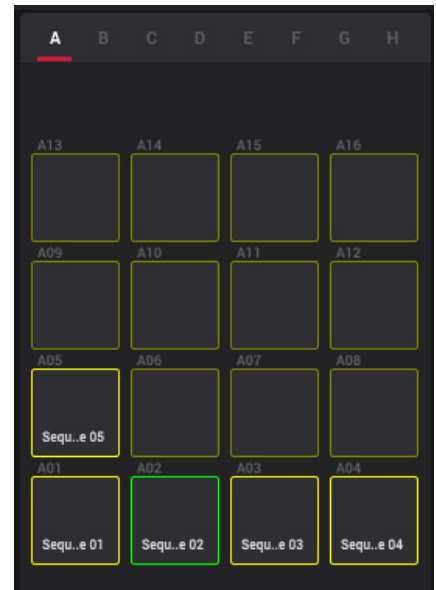 A B C D E F G H
A13 A14 A15 A16
A09 A10 A11 A12
A05 A06 A07 A08
Sequ..e 05
A01 A02 A03 A04
Sequ..e 01 Sequ..e 02 Sequ..e 03 Sequ..e 04